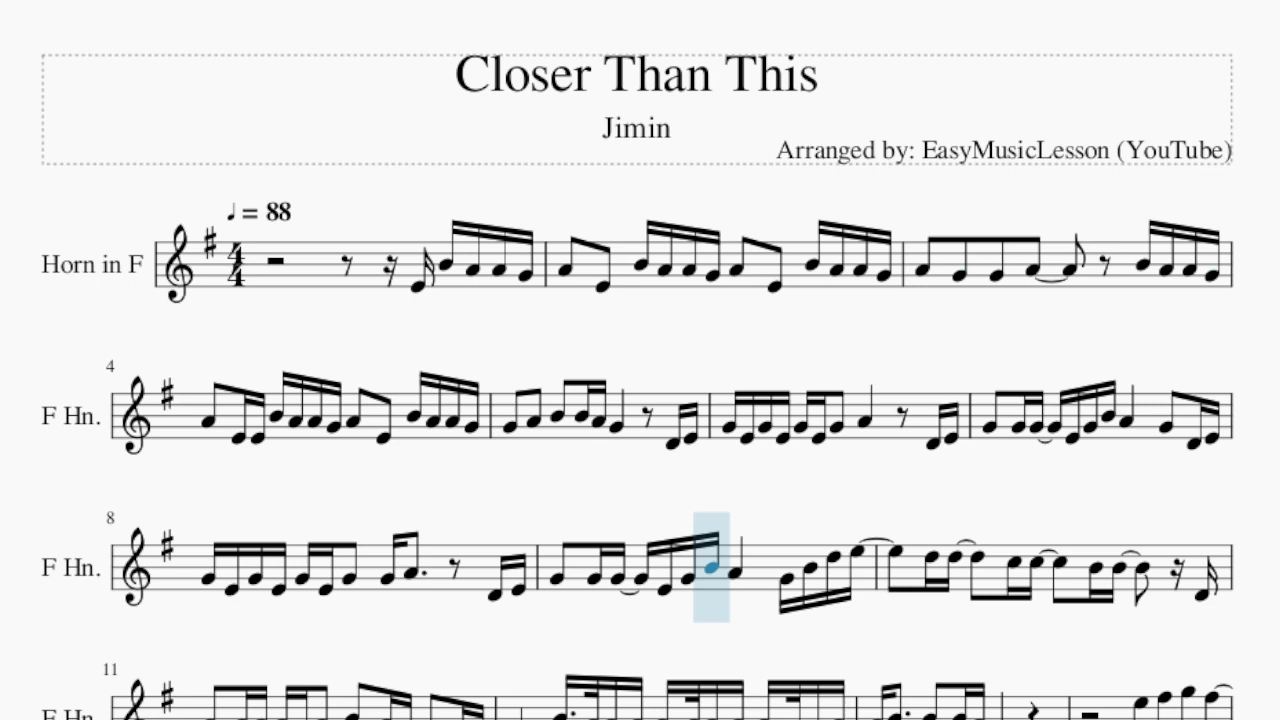 Closer Than This
Jimin
Arranged by: EasyMusicLesson (YouTube)
♩ = 88
Horn in F
4
F Hn.
8
F Hn.
11
F Hn.